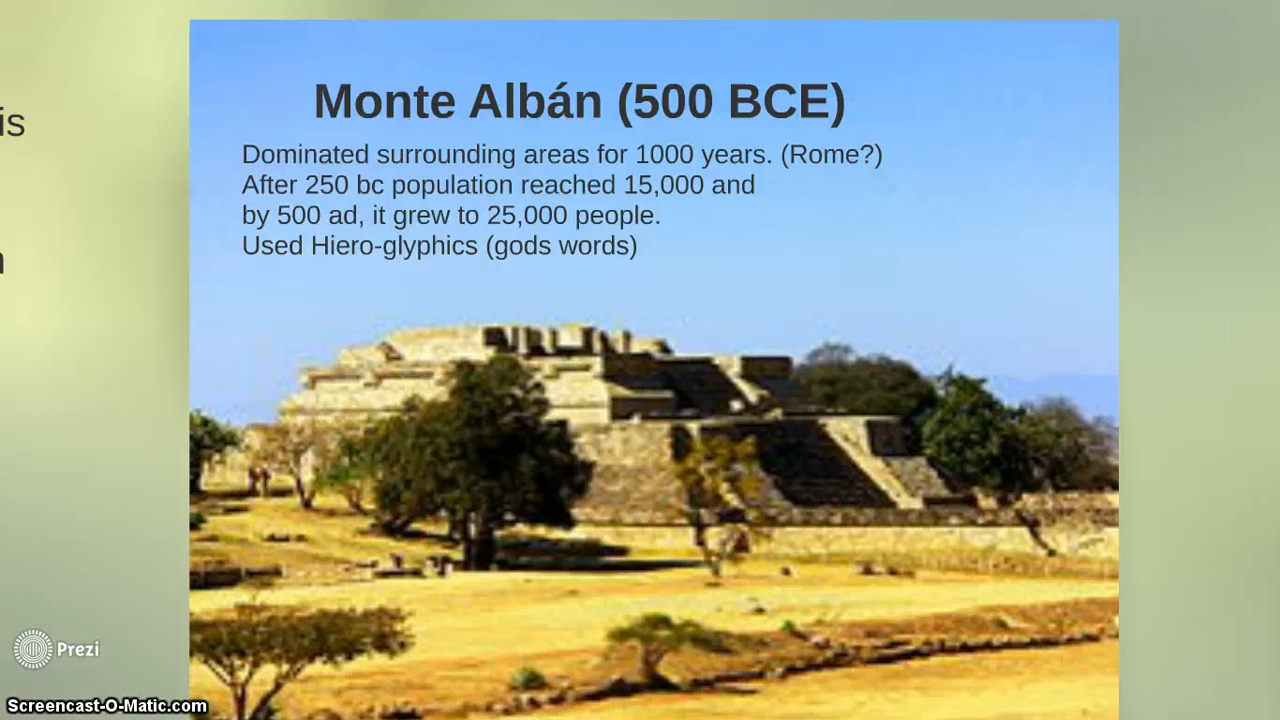 is
Monte Albán (500 BCE)
Dominated surrounding areas for 1000 years. (Rome?)
After 250 bc population reached 15,000 and
by 500 ad, it grew to 25,000 people.
Used Hiero-glyphics (gods words)
Prezi
Screencast-O-Matic.com